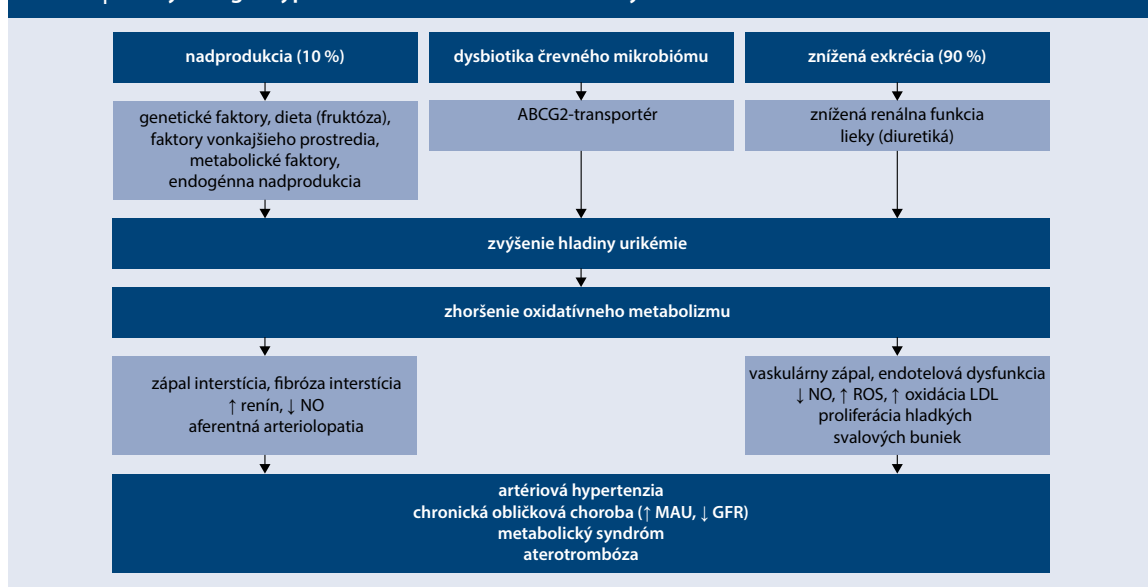 nadprodukcia (10 %)
genetické faktory, dieta (fruktóza),
faktory vonkajšieho prostredia,
metabolické faktory,
endogénna nadprodukcia
dysbiotika črevného mikrobiómu
ABCG2-transportér
znížená exkrécia (90 %)
znížená renálna funkcia
lieky (diuretiká)
zvýšenie hladiny urikémie
zhoršenie oxidatívneho metabolizmu
zápal interstícia, fibróza interstícia
↑ renín, ↓ NO
aferentná arteriolopatia
vaskulárny zápal, endotelová dysfunkcia
↓ NO, ↑ ROS, ↑ oxidácia LDL
proliferácia hladkých
svalových buniek
artériová hypertenzia
chronická obličková choroba (↑ MAU, ↓ GFR)
metabolický syndróm
aterotrombóza